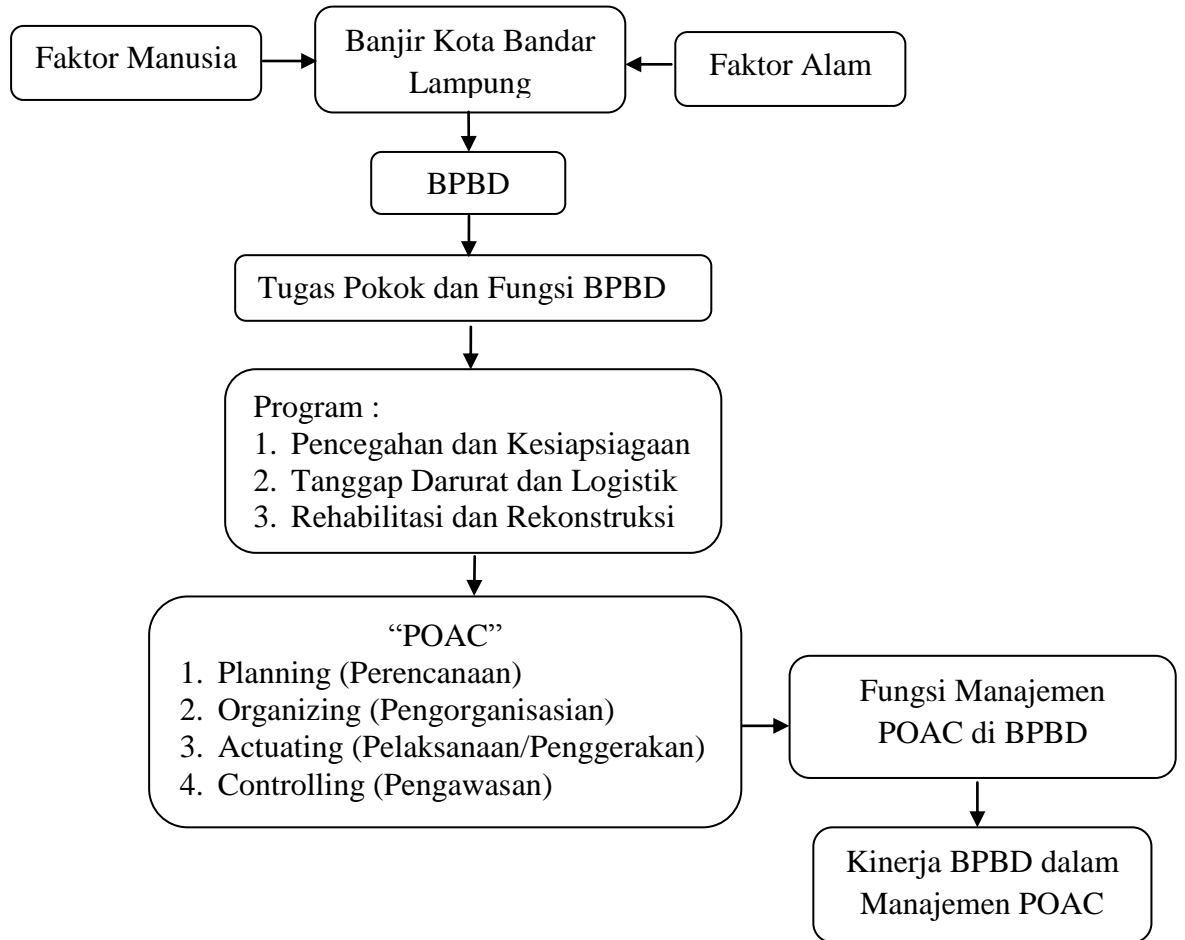 Faktor Manusia
Banjir Kota Bandar
Lampung
Faktor Alam
BPBD
Tugas Pokok dan Fungsi BPBD
Program :
1. Pencegahan dan Kesiapsiagaan
2. Tanggap Darurat dan Logistik
3. Rehabilitasi dan Rekonstruksi
“POAC”
1. Planning (Perencanaan)
2. Organizing (Pengorganisasian)
3. Actuating (Pelaksanaan/Penggerakan)
4. Controlling (Pengawasan)
Fungsi Manajemen
POAC di BPBD
Kinerja BPBD dalam
Manajemen POAC